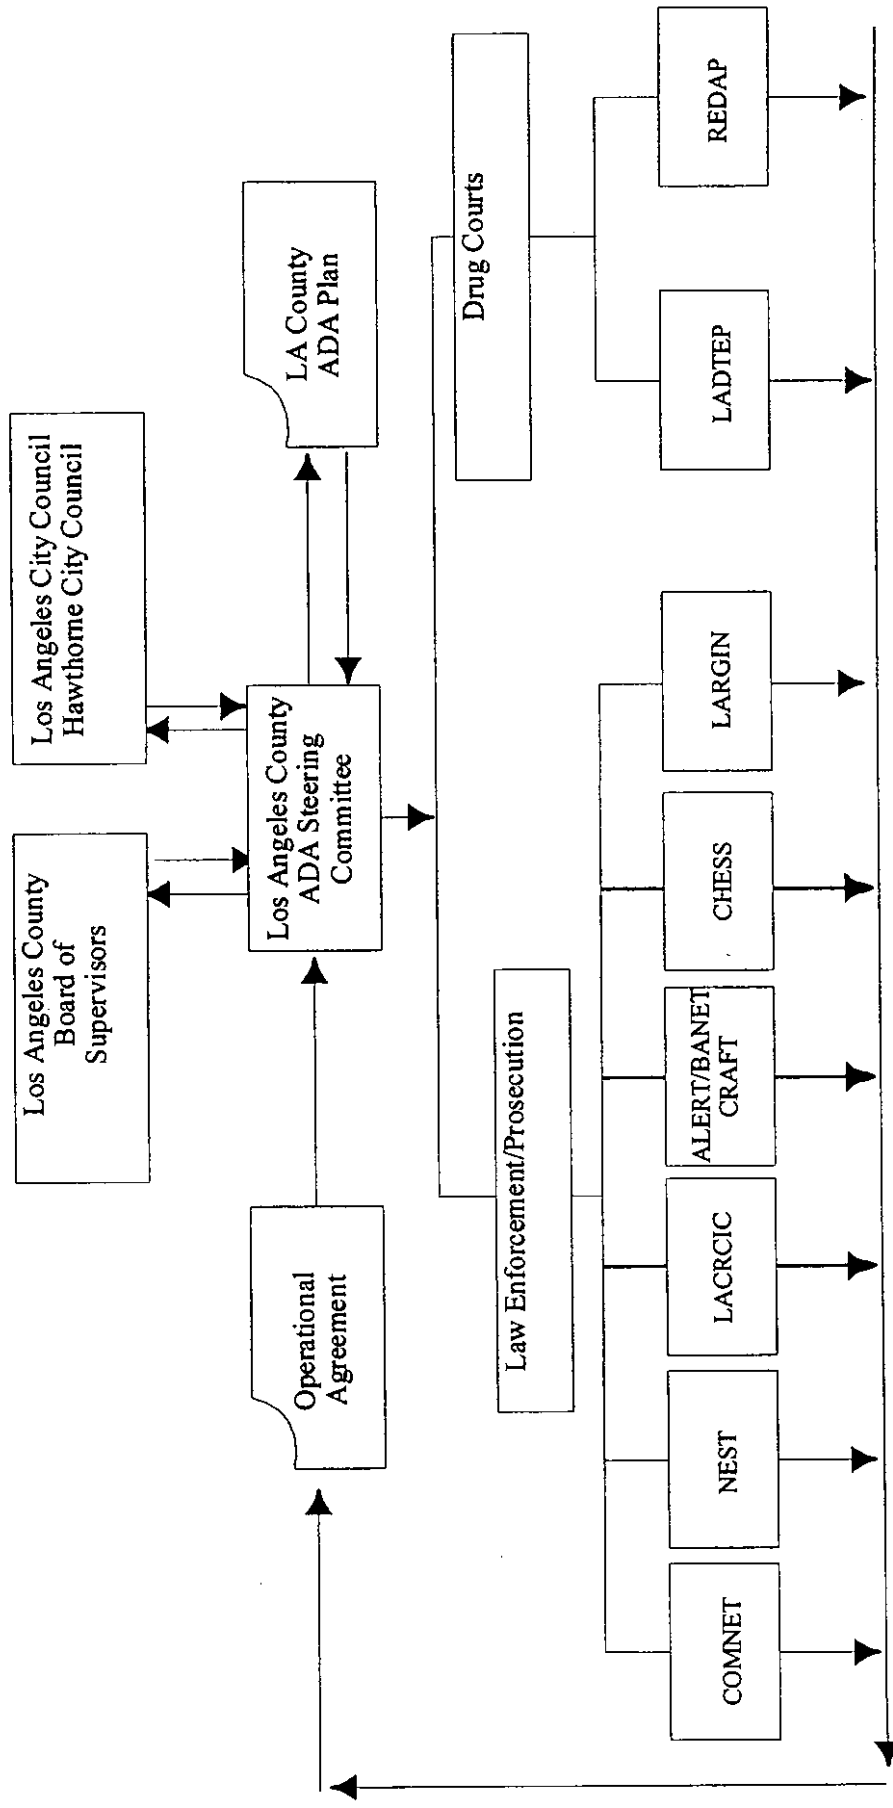 Los Angeles County
Board of
Supervisors
Los Angeles City Council
Hawthorne City Council
Operational
Agreement
Los Angeles County
ADA Steering
Committee
LA County
ADA Plan
Law Enforcement/Prosecution
Drug Courts
COMNET
NEST
LACRCIC
ALERT/BANET
CRAFT
CHESS
LARGIN
LADTEP
REDAP